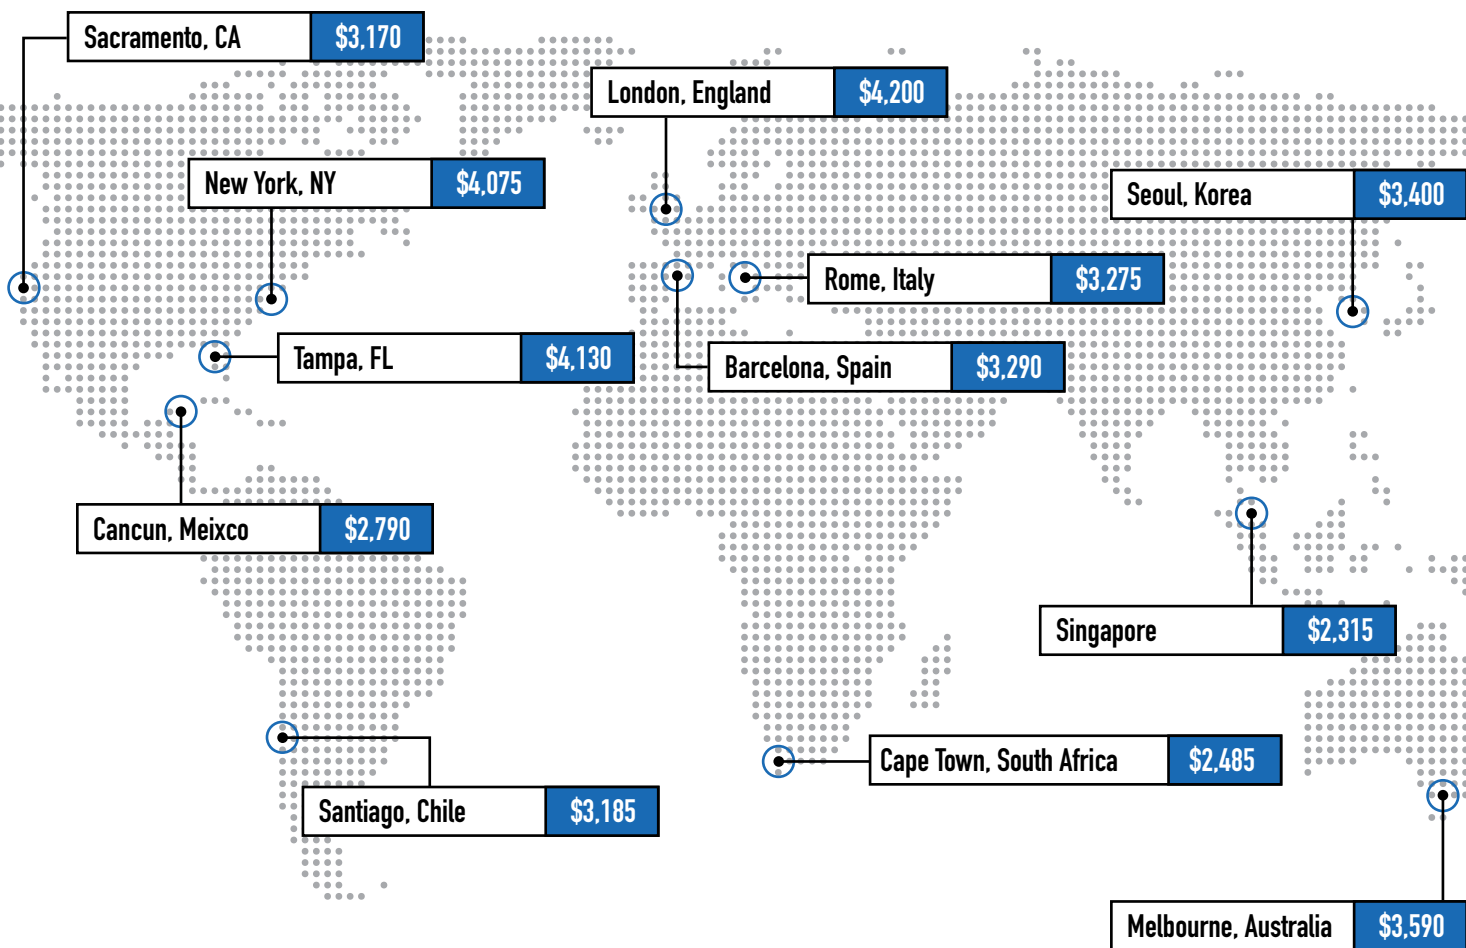 Sacramento, CA $3,170
London, England $4,200
New York, NY $4,075
Seoul, Korea $3,400
Rome, Italy $3,275
Tampa, FL $4,130
Barcelona, Spain $3,290
Cancun, Meixco $2,790
Singapore $2,315
Cape Town, South Africa $2,485
Santiago, Chile $3,185
Melbourne, Australia $3,590